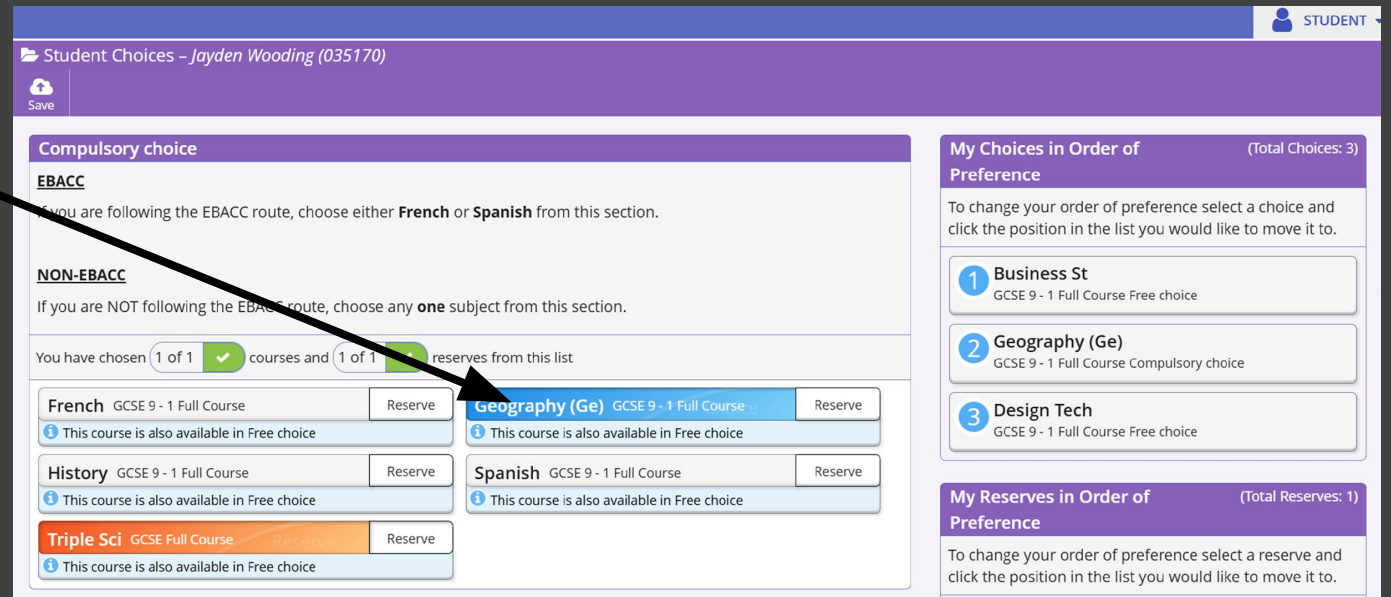 STUDENT
Student Choices – Jayden Wooding (035170)
Save
Compulsory choice
EBACC
If you are following the EBACC route, choose either French or Spanish from this section.
NON-EBACC
If you are NOT following the EBACC route, choose any one subject from this section.
You have chosen 1 of 1 courses and 1 of 1 reserves from this list
French GCSE 9 - 1 Full Course Reserve
This course is also available in Free choice
Geography (Ge) GCSE 9 - 1 Full Course Reserve
This course is also available in Free choice
History GCSE 9 - 1 Full Course Reserve
This course is also available in Free choice
Spanish GCSE 9 - 1 Full Course Reserve
This course is also available in Free choice
Triple Sci GCSE Full Course Reserve Reserve
This course is also available in Free choice
My Choices in Order of (Total Choices: 3)
Preference
To change your order of preference select a choice and
click the position in the list you would like to move it to.
1 Business St
GCSE 9 - 1 Full Course Free choice
2 Geography (Ge)
GCSE 9 - 1 Full Course Compulsory choice
3 Design Tech
GCSE 9 - 1 Full Course Free choice
My Reserves in Order of (Total Reserves: 1)
Preference
To change your order of preference select a reserve and
click the position in the list you would like to move it to.